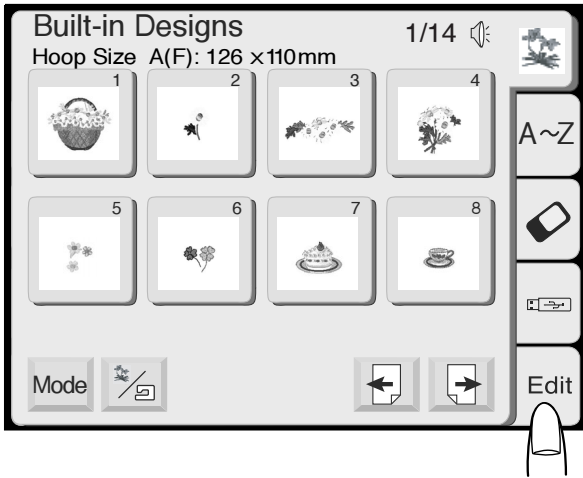 Built-in Designs 1/14
Hoop Size A(F): 126 ×110mm
1 2 3 4
A~Z
5 6 7 8
Mode
Edit